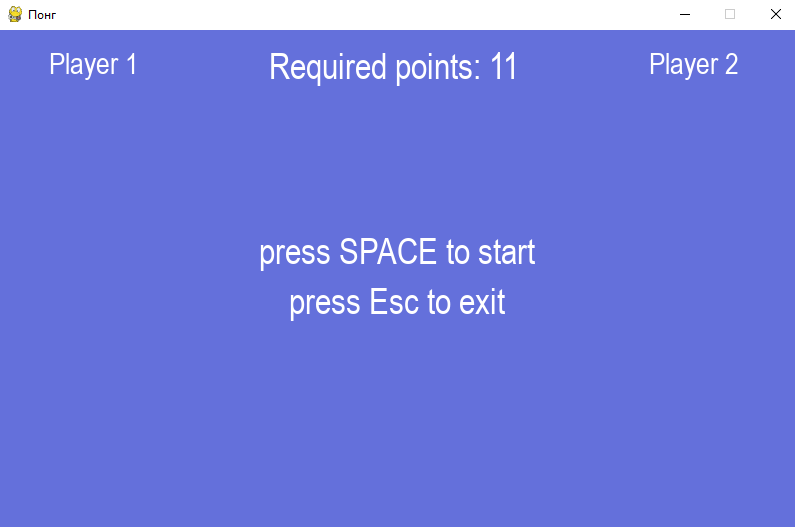 Понг
Player 1
Required points: 11
Player 2
press SPACE to start
press Esc to exit